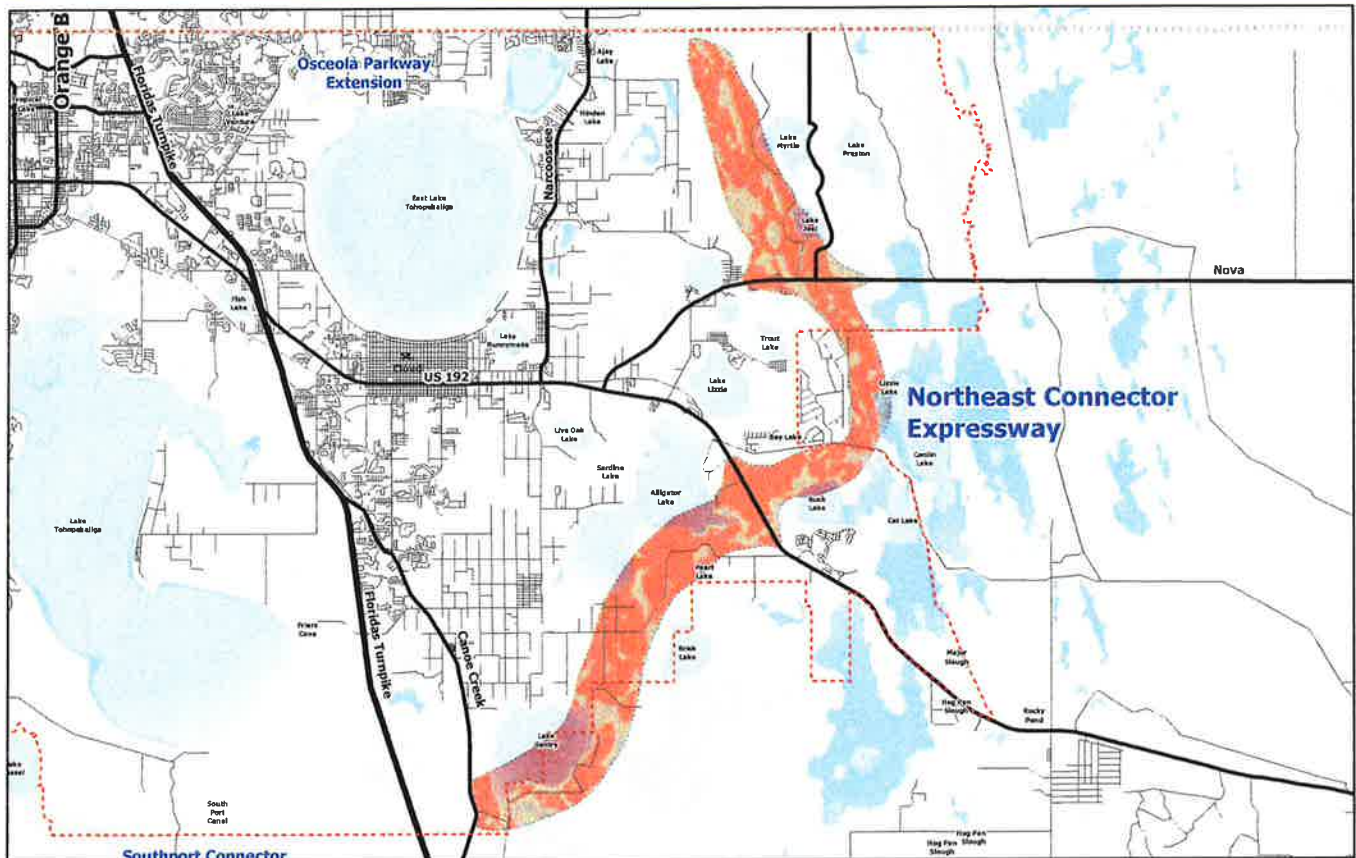 Orange B
Floridas Turnpike
Osceola Parkway
Extension
Narcoossee
Ajay
Lake
Hinden
Lake
Lake
Myrtle
Lake
Preston
East Lake
Tohopekaliga
Lake
Joel
Nova
Fish
Lake
Lake
Runnymede
St.
Cloud
US 192
Trout
Lake
Lake
Lizzie
Lizzie
Lake
Northeast Connector
Expressway
Live Oak
Lake
Bay Lake
Sardine
Lake
Alligator
Lake
Buck
Lake
Cat Lake
Lake
Tohopekaliga
Pearl
Lake
Floridas Turnpike
Canoe Creek
Friars
Cove
Brick
Lake
Major
Slough
Hog Pen
Slough
Rocky
Pond
Lake
Gentry
South
Port
Canal
Hog Pen
Slough
Hog Pen
Slough
Southport Connector